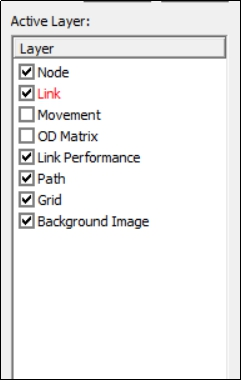 Active Layer:
Layer
Node
Link
Movement
OD Matrix
Link Performance
Path
Grid
Background Image